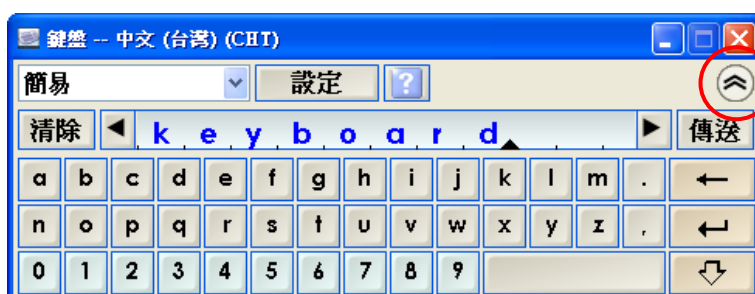 鍵盤 -- 中文 (台灣) (CHT)
簡易 設定 ?
清除 keyboard 傳送
a b c d e f g h i j k l m .
n o p q r s t u v w x y z ,
0 1 2 3 4 5 6 7 8 9